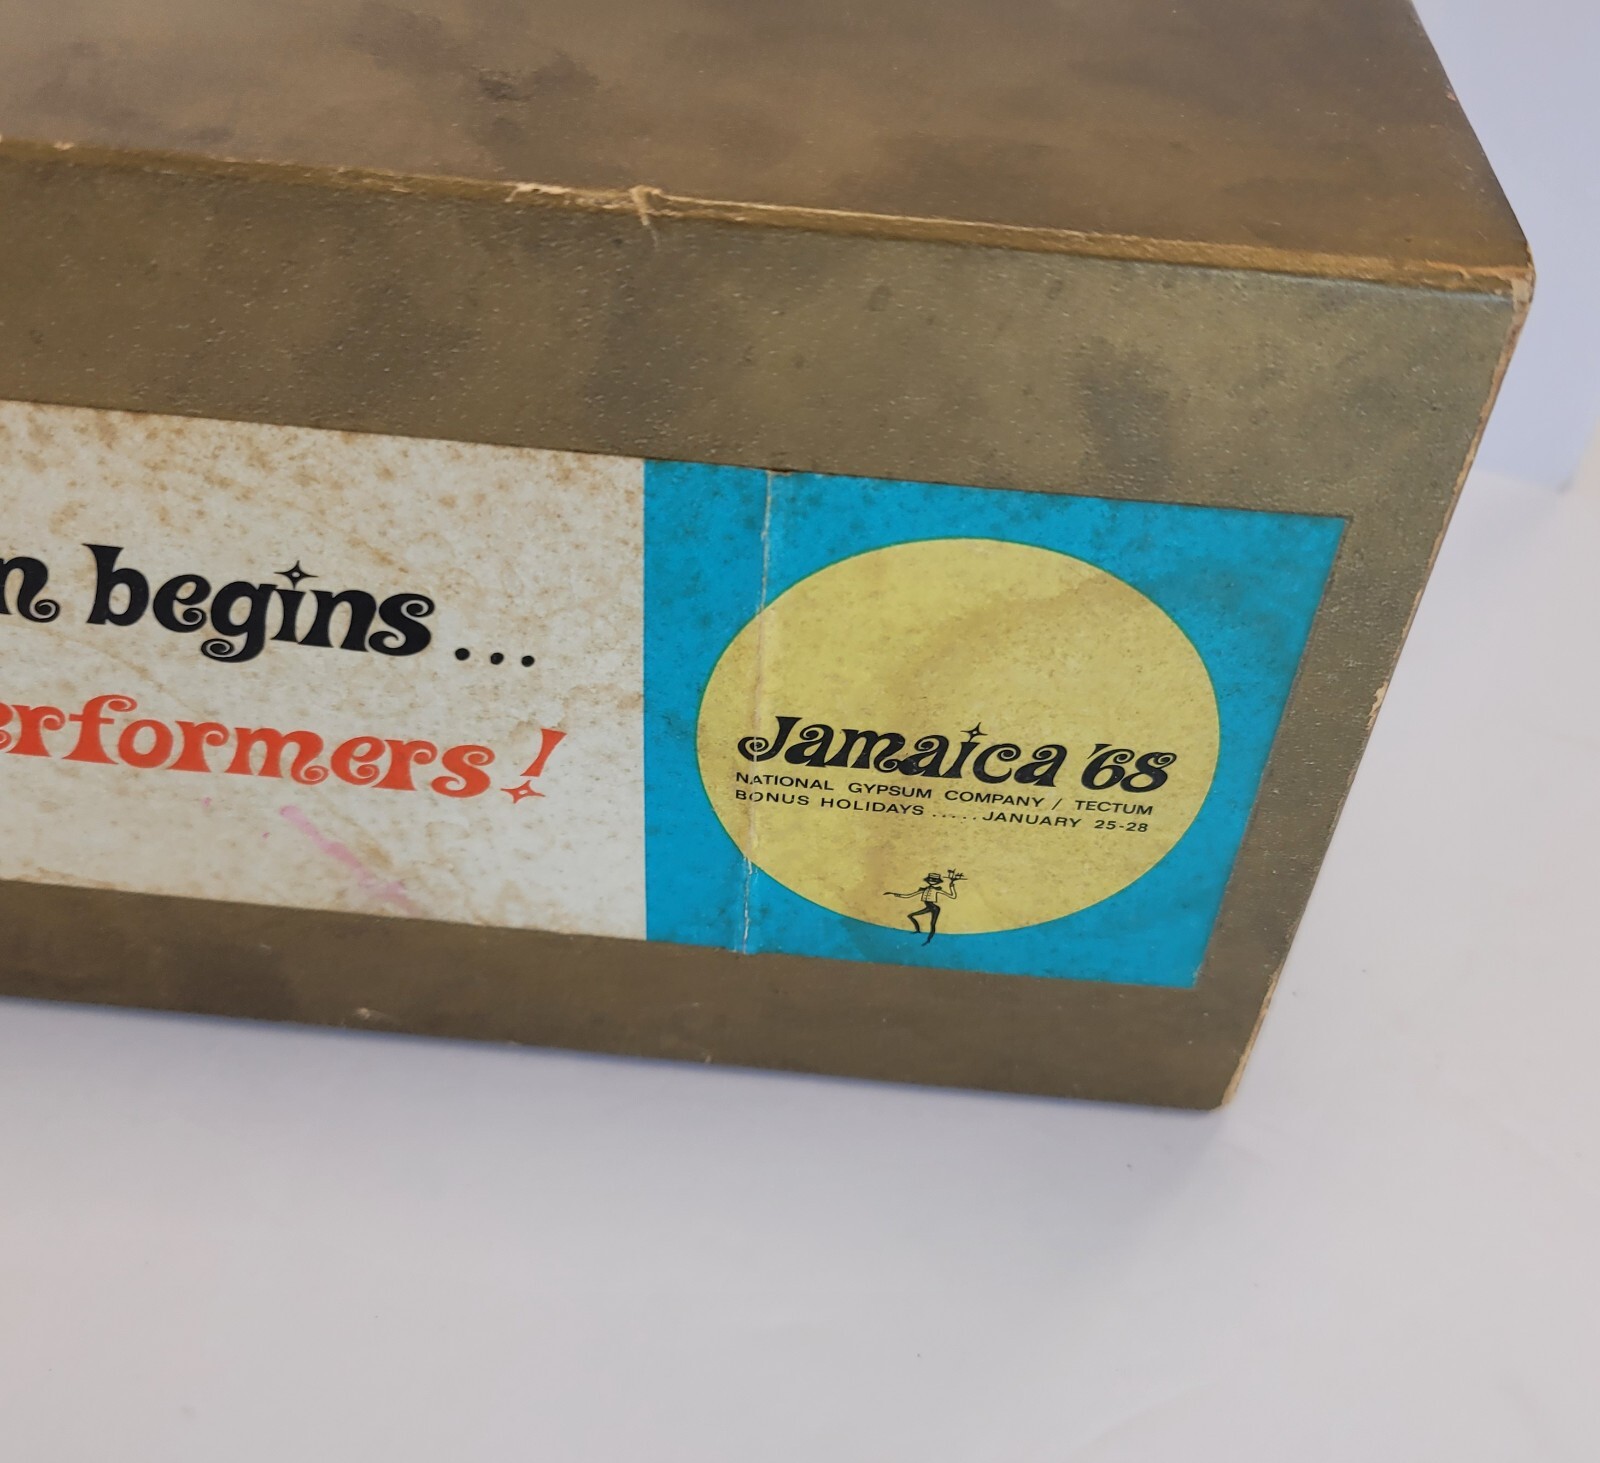 n begins...
erformers!
Jamaica '68
NATIONAL GYPSUM COMPANY / TECTUM
BONUS HOLIDAYS ..... JANUARY 25-28